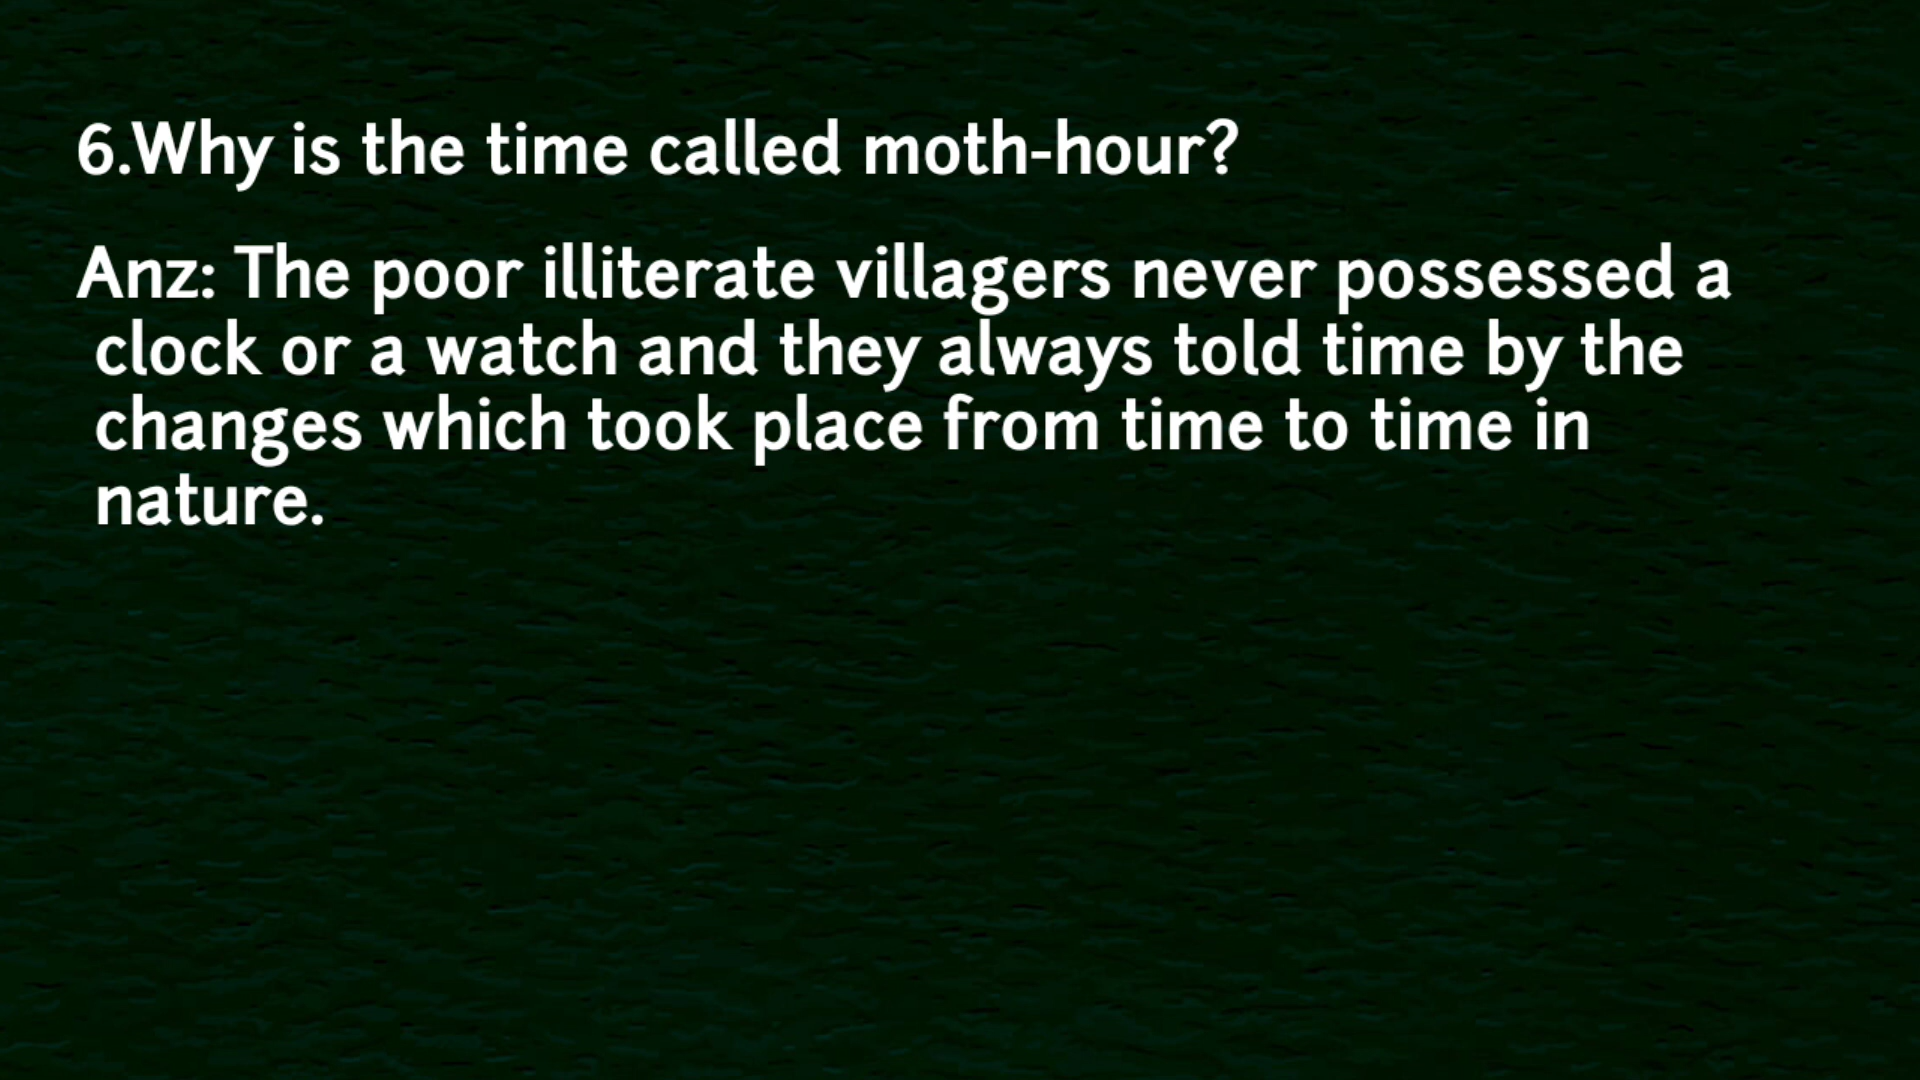 6.Why is the time called moth-hour?
Anz: The poor illiterate villagers never possessed a
clock or a watch and they always told time by the
changes which took place from time to time in
nature.